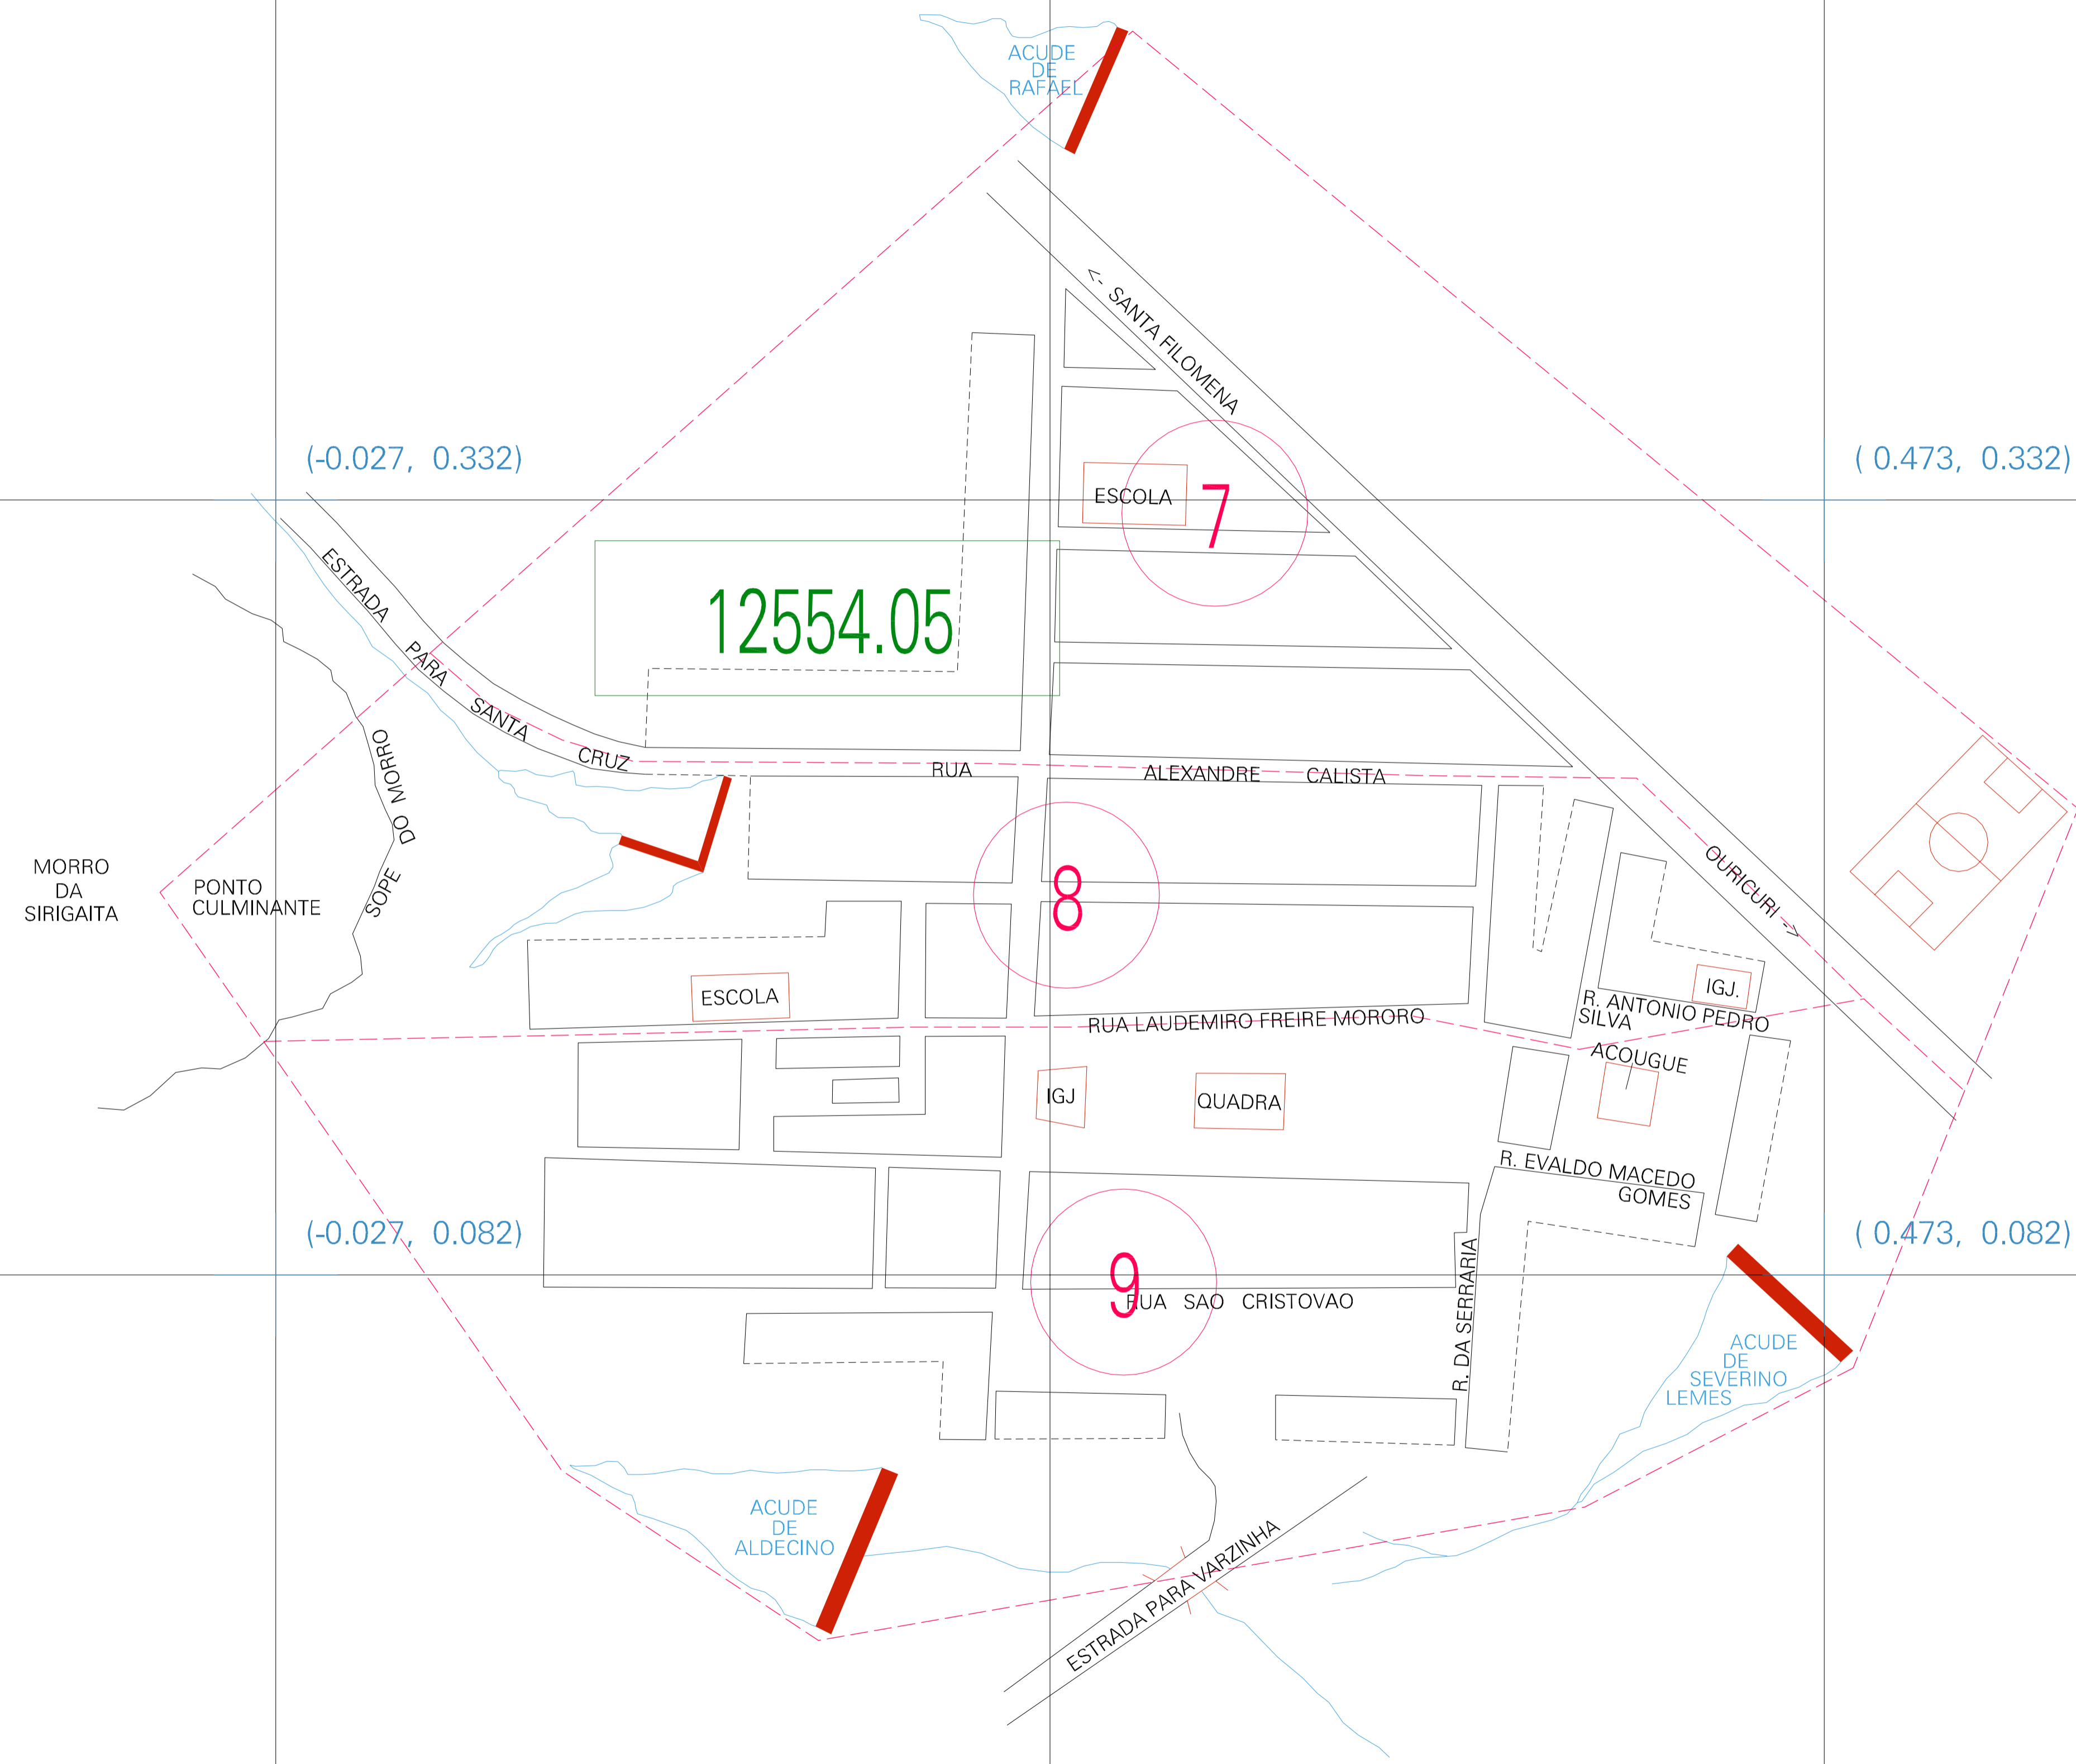 ACUDE
DE
RAFAEL
<- SANTA FILOMENA
(-0.027, 0.332)
( 0.473, 0.332)
ESCOLA
7
12554.05
ESTRADA PARA SANTA CRUZ
RUA ALEXANDRE CALISTA
SOPE DO MORRO
MORRO
DA
SIRIGAITA
PONTO
CULMINANTE
8
OURICURI ->
ESCOLA
IGJ.
R. ANTONIO PEDRO
SILVA
RUA LAUDEMIRO FREIRE MORORO
ACOUGUE
IGJ
QUADRA
R. EVALDO MACEDO
GOMES
(-0.027, 0.082)
( 0.473, 0.082)
9
RUA SAO CRISTOVAO
R. DA SERRARIA
ACUDE
DE
SEVERINO
LEMES
ACUDE
DE
ALDECINO
ESTRADA PARA VARZINHA